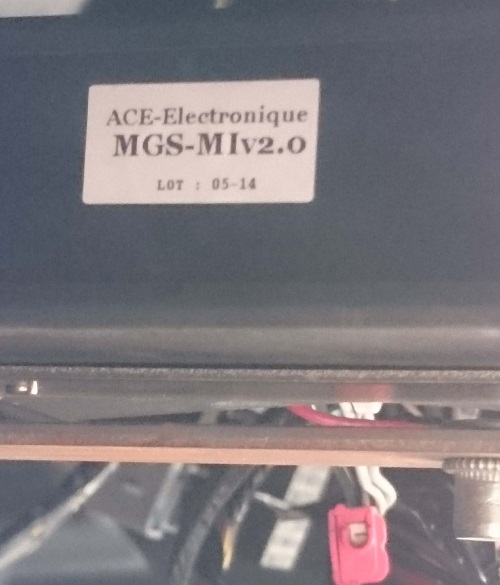 ACE-Electronique
MGS-MIv2.0
LOT : 05-14